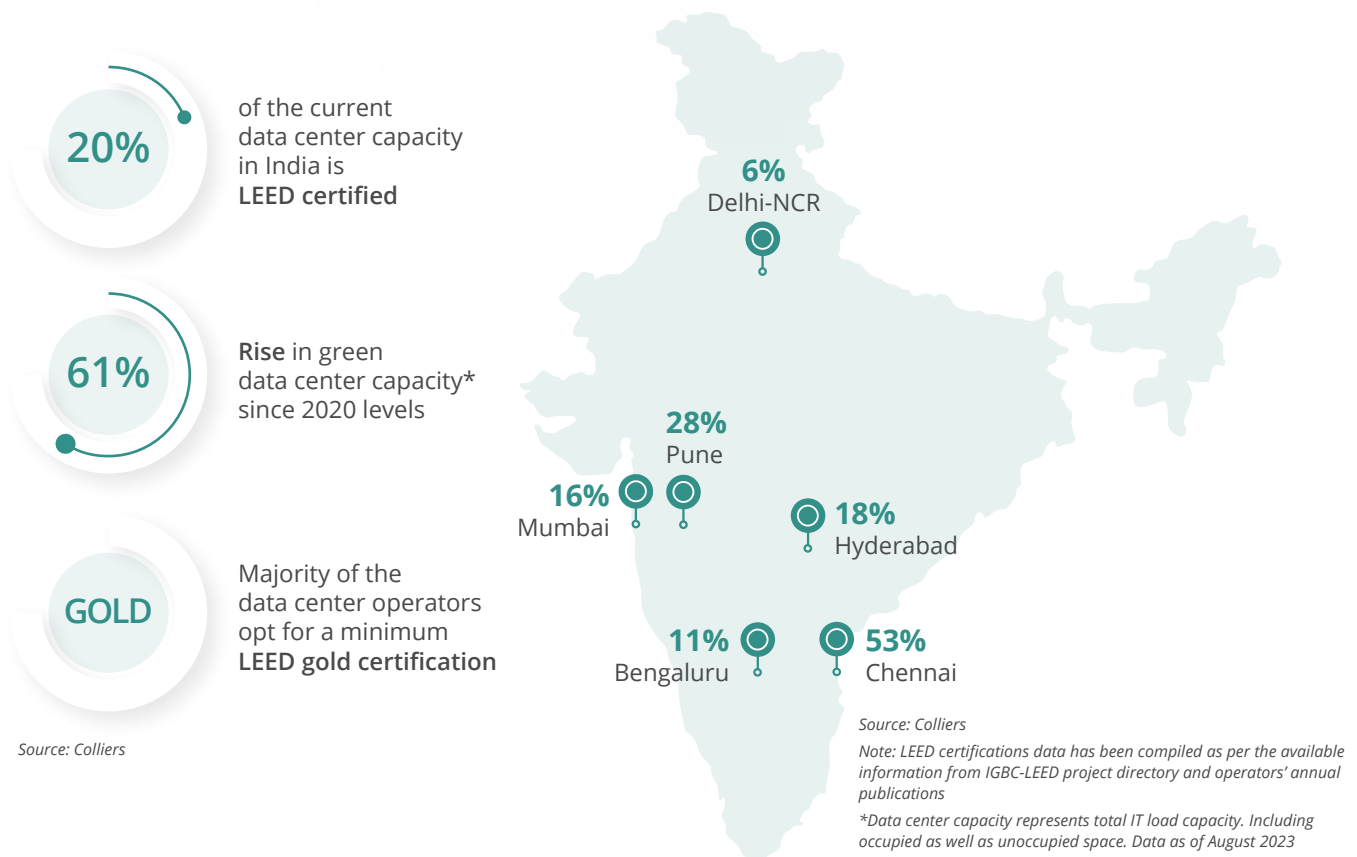 20%
of the current
data center capacity
in India is
LEED certified
61%
Rise in green
data center capacity*
since 2020 levels
GOLD
Majority of the
data center operators
opt for a minimum
LEED gold certification
Source: Colliers
6%
Delhi-NCR
28%
Pune
16%
Mumbai
18%
Hyderabad
11%
Bengaluru
53%
Chennai
Source: Colliers
Note: LEED certifications data has been compiled as per the available
information from IGBC-LEED project directory and operators’ annual
publications
*Data center capacity represents total IT load capacity. Including
occupied as well as unoccupied space. Data as of August 2023